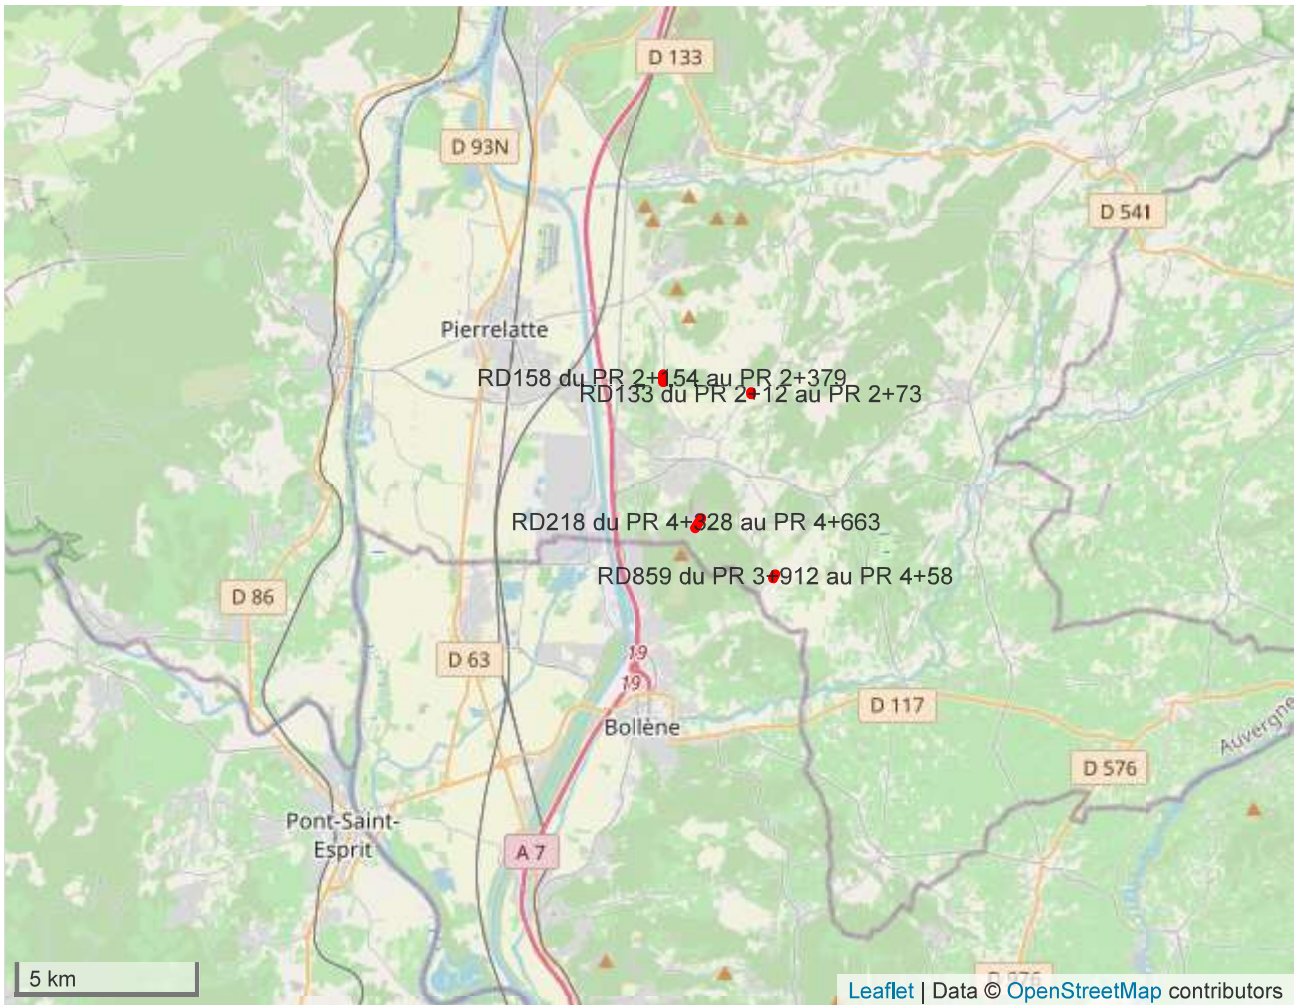 D 133
D 93N
D 541
Pierrelatte
RD158 du PR 2+154 au PR 2+379
RD133 du PR 2+12 au PR 2+73
RD218 du PR 4+328 au PR 4+663
RD859 du PR 3+912 au PR 4+58
D 86
19
D 63
19
D 117
Bollène
Auvergne
D 576
Pont-Saint-
Esprit
A 7
D 976
5 km
Leaflet | Data © OpenStreetMap contributors